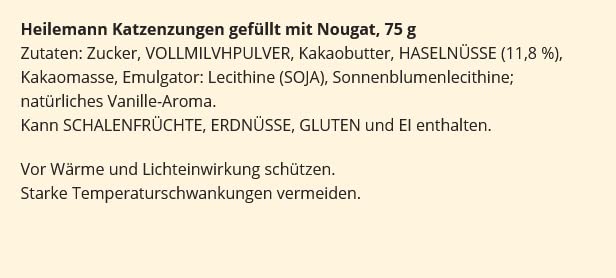 Heilemann Katzenzungen gefüllt mit Nougat, 75 g
Zutaten: Zucker, VOLLMILVHPULVER, Kakaobutter, HASELNÜSSE (11,8 %),
Kakaomasse, Emulgator: Lecithine (SOJA), Sonnenblumenlecithine;
natürliches Vanille-Aroma.
Kann SCHALENFRÜCHTE, ERDNÜSSE, GLUTEN und EI enthalten.
Vor Wärme und Lichteinwirkung schützen.
Starke Temperaturschwankungen vermeiden.